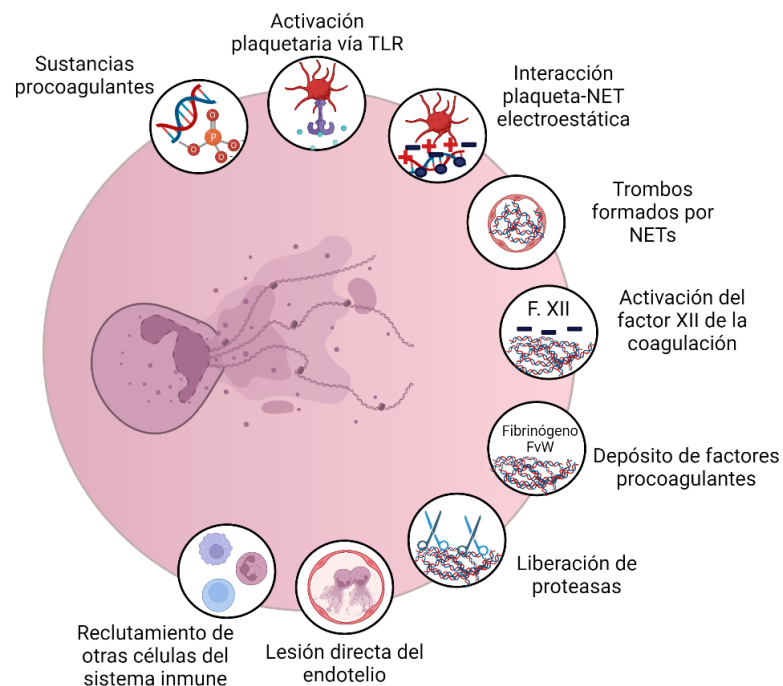 Activación
plaquetaria vía TLR
Sustancias
procoagulantes
Interacción
plaqueta-NET
electroestática
Trombos
formados por
NETs
F. XII
Activación del
factor XII de la
coagulación
Fibrinógeno
FvW
Depósito de factores
procoagulantes
Liberación de
proteasas
Lesión directa del
endotelio
Reclutamiento de
otras células del
sistema inmune
O
O
P
O
O